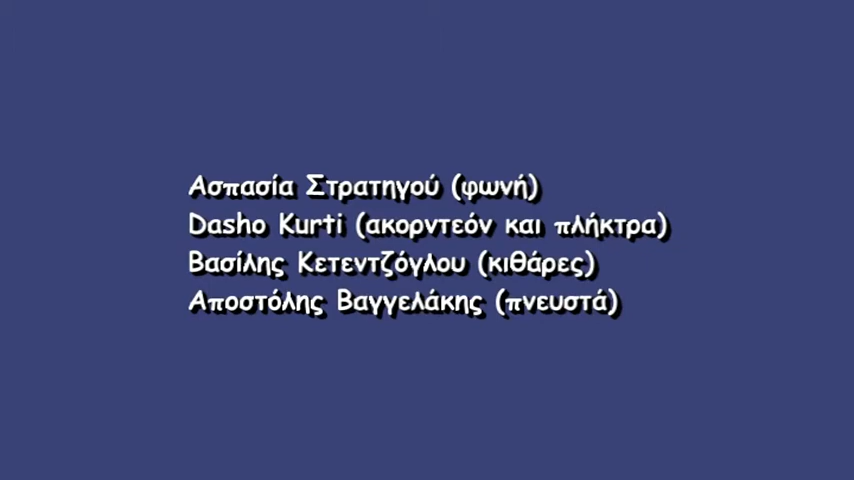 Ασπασία Στρατηγού (φωνή)
Dasho Kurti (ακορντεόν και πλήκτρα)
Βασίλης Κετεντζόγλου (κιθάρες)
Αποστόλης Βαγγελάκης (πνευστά)